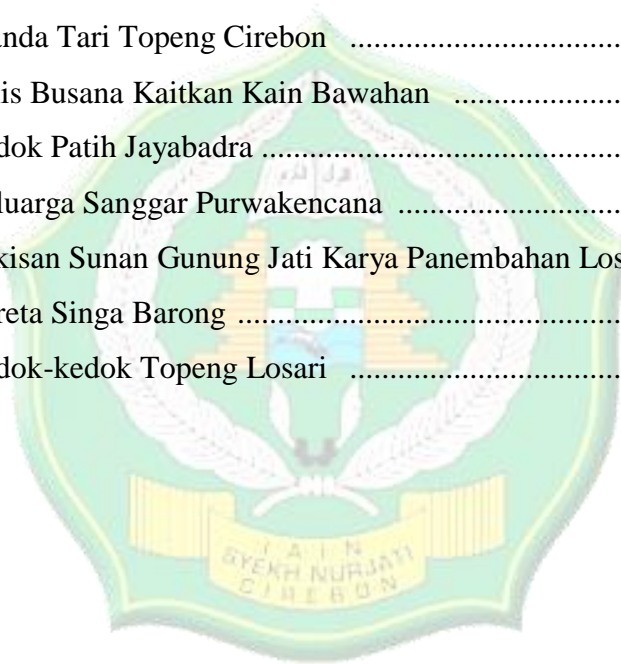 anda Tari Topeng Cirebon ................................................
is Busana Kaitkan Kain Bawahan .............................
dok Patih Jayabadra .............................................................
luarga Sanggar Purwakencana ......................................
kisan Sunan Gunung Jati Karya Panembahan Los
reta Singa Barong .................................................................
dok-kedok Topeng Losari ..............................................
IAIN
SYEKH NURJATI
CIREBON